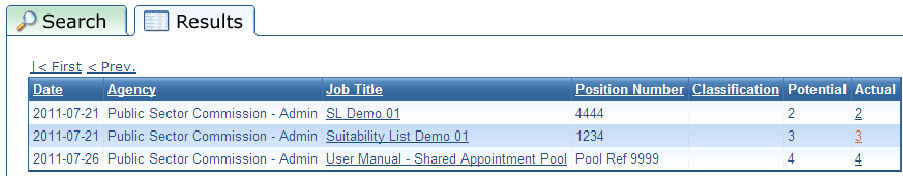 Search Results
|< First < Prev.
Date Agency Job Title Position Number Classification Potential Actual
2011-07-21 Public Sector Commission - Admin SL Demo 01 4444 2 2
2011-07-21 Public Sector Commission - Admin Suitability List Demo 01 1234 3 3
2011-07-26 Public Sector Commission - Admin User Manual - Shared Appointment Pool Pool Ref 9999 4 4